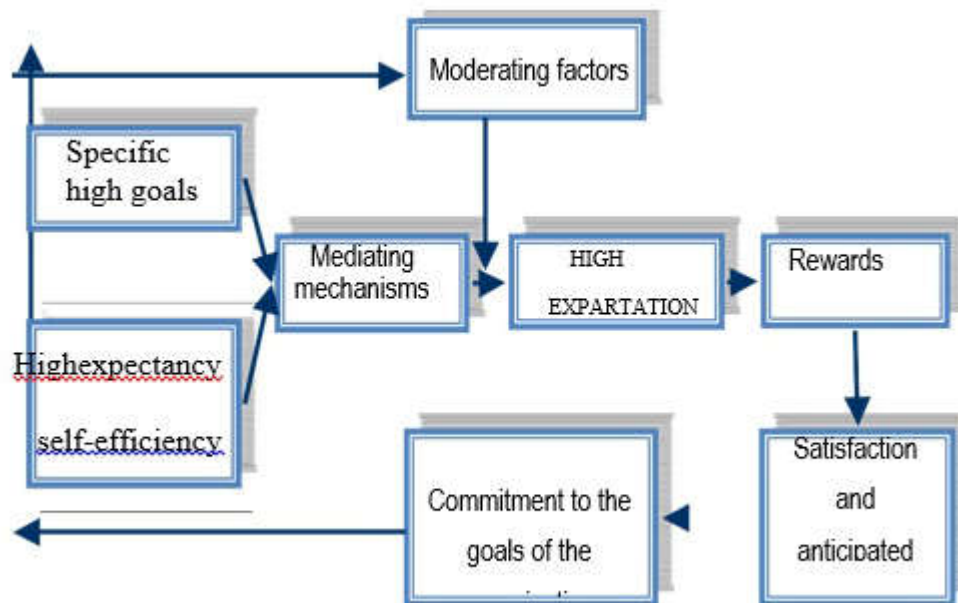 Moderating factors
Specific
high goals
Mediating
mechanisms
HIGH
EXPARTATION
Rewards
Highexpectancy
self-efficiency
Commitment to the
goals of the
Satisfaction
and
anticipated